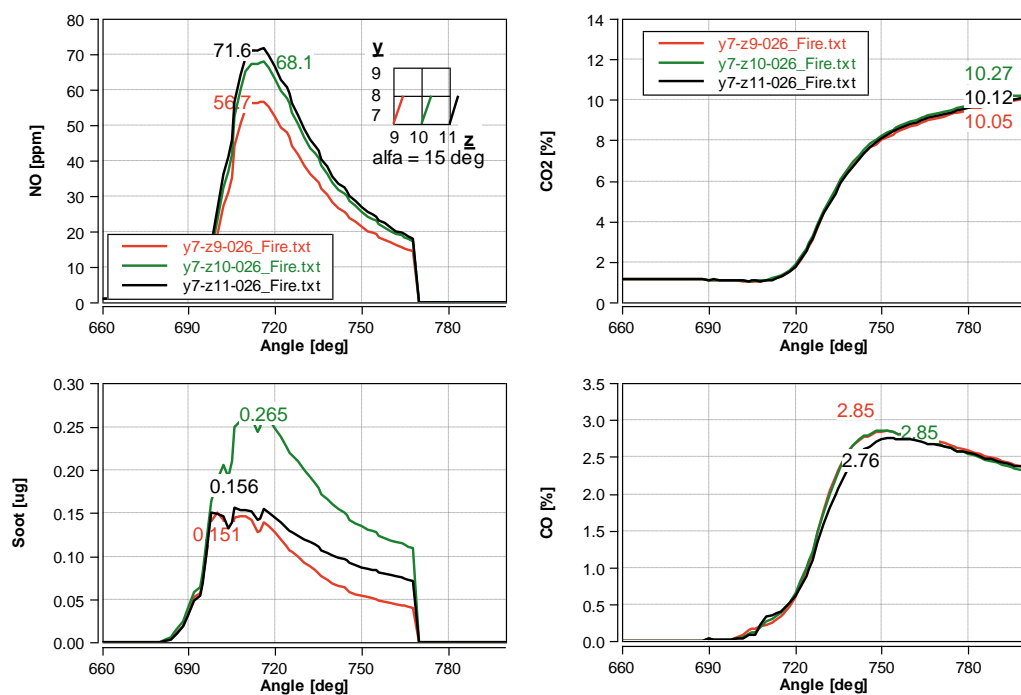 NO [ppm]
80
70
60
50
40
30
20
10
0
71.6
68.1
56.7
y
9
8
7
9 10 11 z
alfa = 15 deg
y7-z9-026_Fire.txt
y7-z10-026_Fire.txt
y7-z11-026_Fire.txt
660 690 720 750 780
Angle [deg]
CO2 [%]
14
12
10
8
6
4
2
0
y7-z9-026_Fire.txt
y7-z10-026_Fire.txt
y7-z11-026_Fire.txt
10.27
10.12
10.05
660 690 720 750 780
Angle [deg]
Soot [ug]
0.30
0.25
0.20
0.15
0.10
0.05
0.00
0.265
0.156
0.151
660 690 720 750 780
Angle [deg]
CO [%]
3.5
3.0
2.5
2.0
1.5
1.0
0.5
0.0
2.85
2.85
2.76
660 690 720 750 780
Angle [deg]